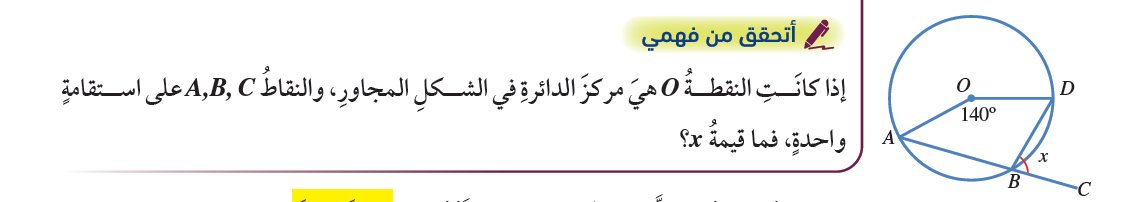 أتحقق من فهمي
إذا كانَتِ النقطةُ O هيَ مركزَ الدائرةِ في الشكلِ المجاورِ، والنقاطُ A,B, C على استقامةٍ
واحدةٍ، فما قيمةُ x؟
O
D
140°
A
x
B
C